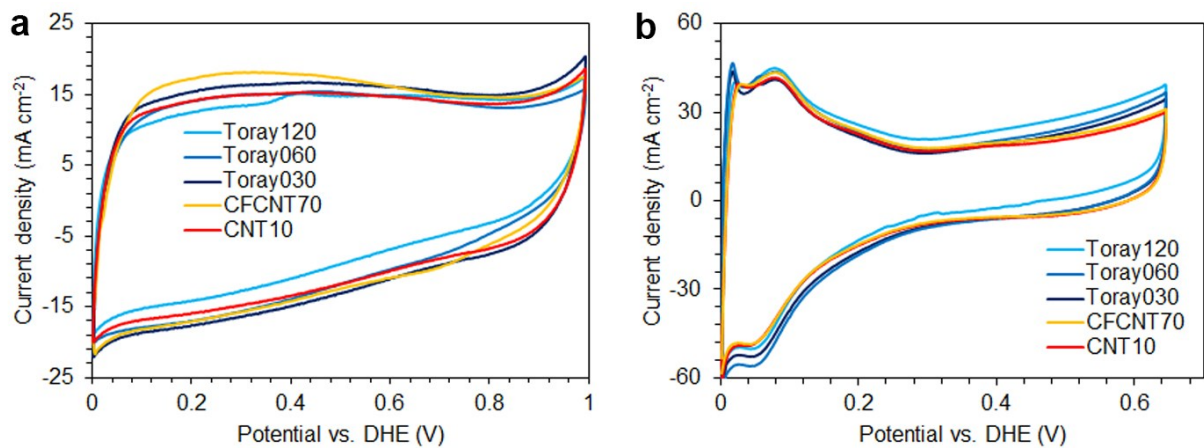 a
Current density (mA cm-2)
25
15
5
-5
-15
-25
Toray120
Toray060
Toray030
CFCNT70
CNT10
0
0.2
0.4
0.6
0.8
1
Potential vs. DHE (V)
b
Current density (mA cm-2)
60
30
0
-30
-60
Toray120
Toray060
Toray030
CFCNT70
CNT10
0
0.2
0.4
0.6
Potential vs. DHE (V)